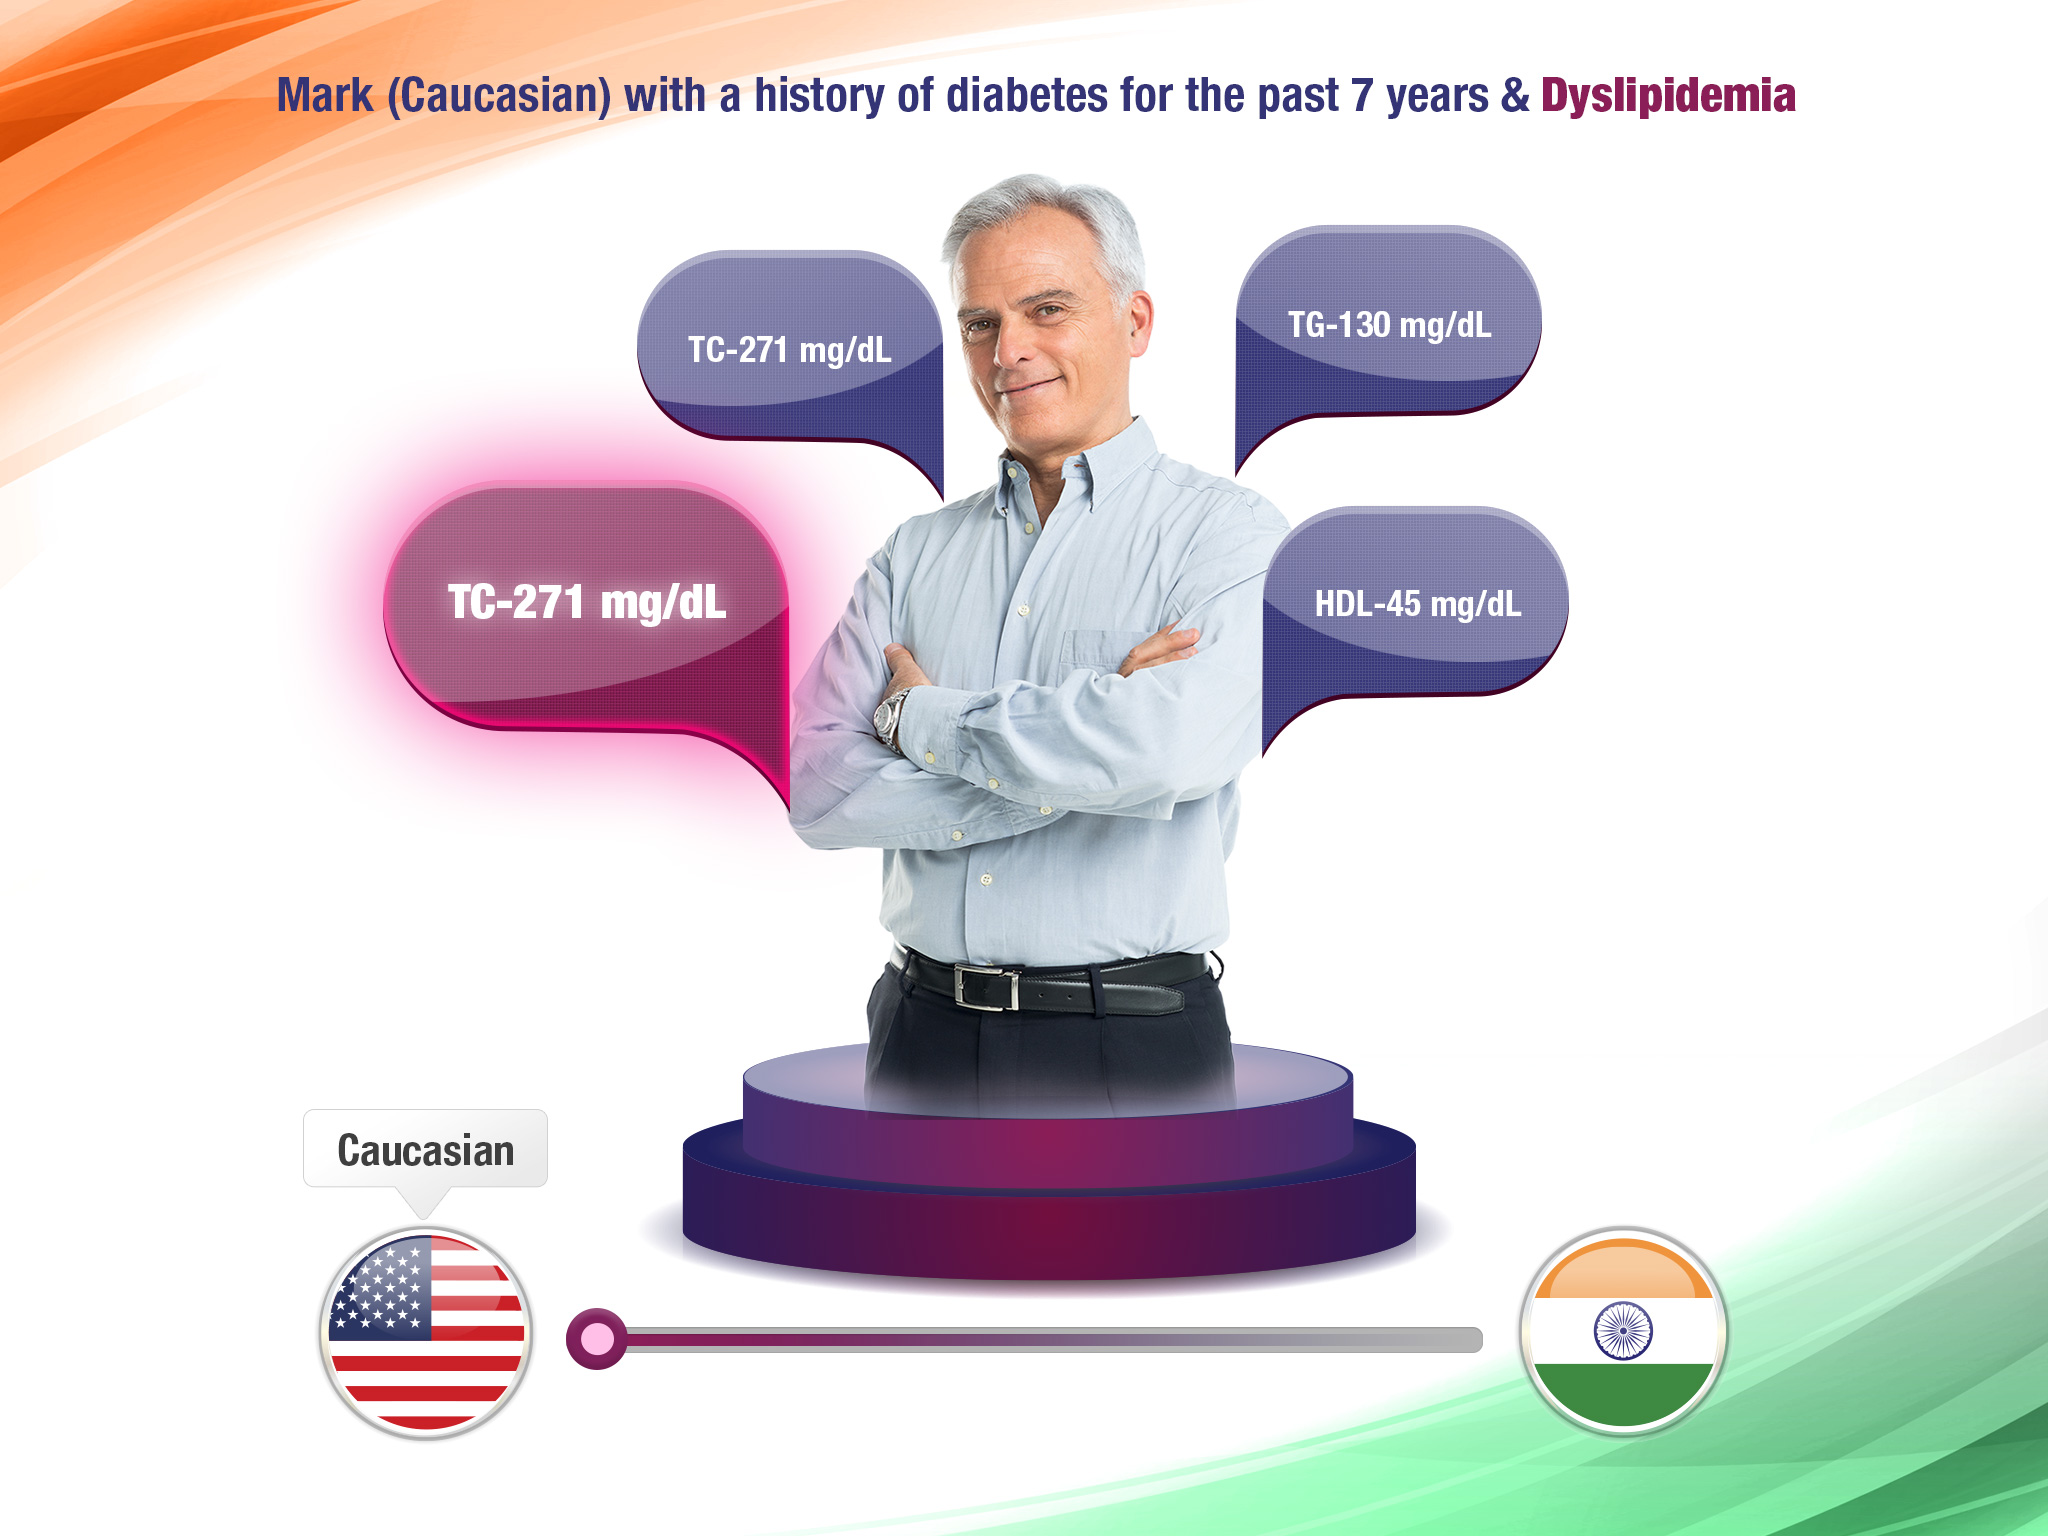 Mark (Caucasian) with a history of diabetes for the past 7 years & Dyslipidemia
TC-271 mg/dL
TG-130 mg/dL
TC-271 mg/dL
HDL-45 mg/dL
Caucasian